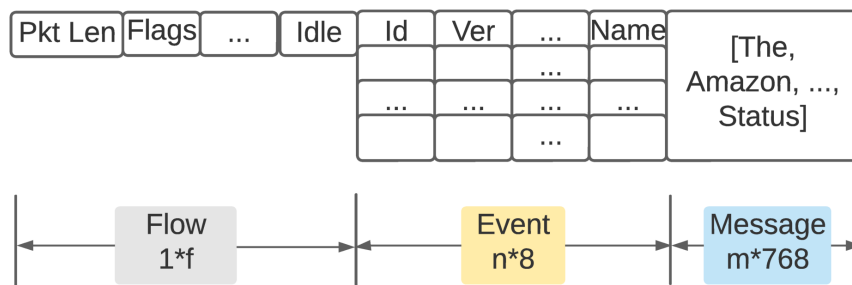 Pkt Len Flags ... Idle Id Ver ... Name
...
... ... ... ...
...
[The,
Amazon, ...,
Status]
Flow
1*f
Event
n*8
Message
m*768